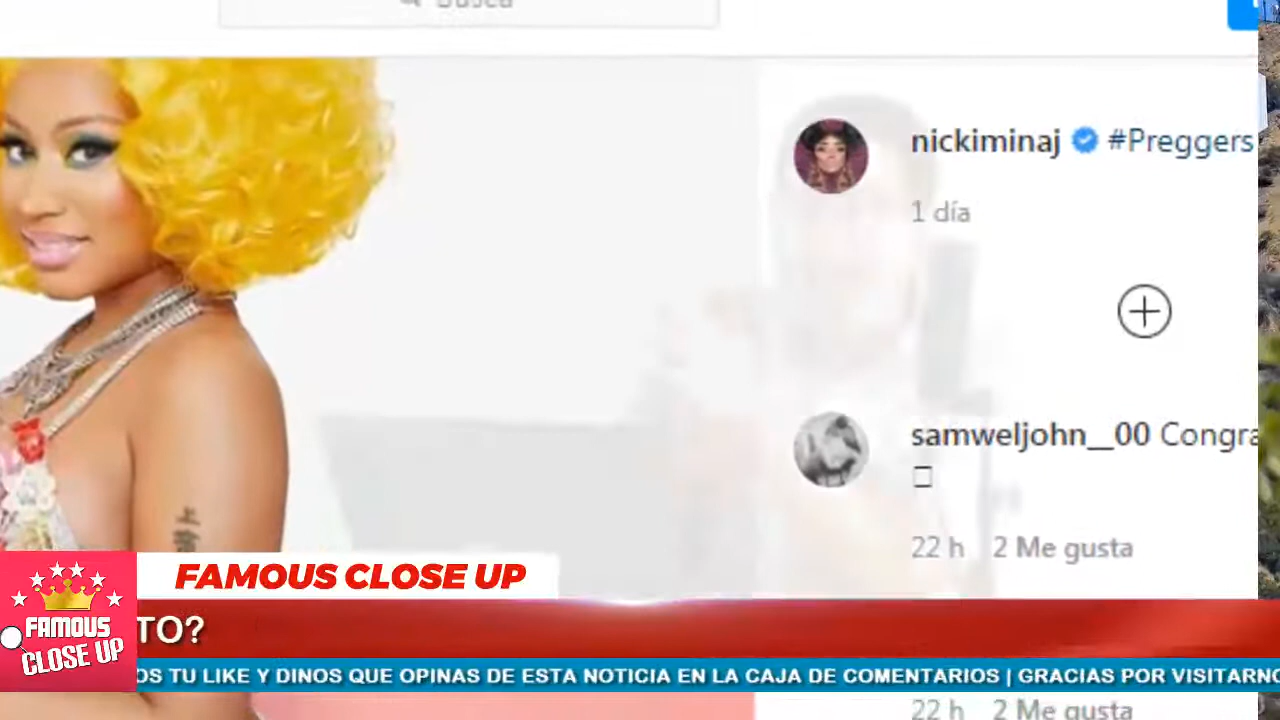 Busca
nickiminaj #Preggers
1 día
samweljohn__00 Congra
22 h 2 Me gusta
FAMOUS CLOSE UP
TO?
FAMOUS
CLOSE UP
OS TU LIKE Y DINOS QUE OPINAS DE ESTA NOTICIA EN LA CAJA DE COMENTARIOS | GRACIAS POR VISITARNO
22 h 2 Me gusta